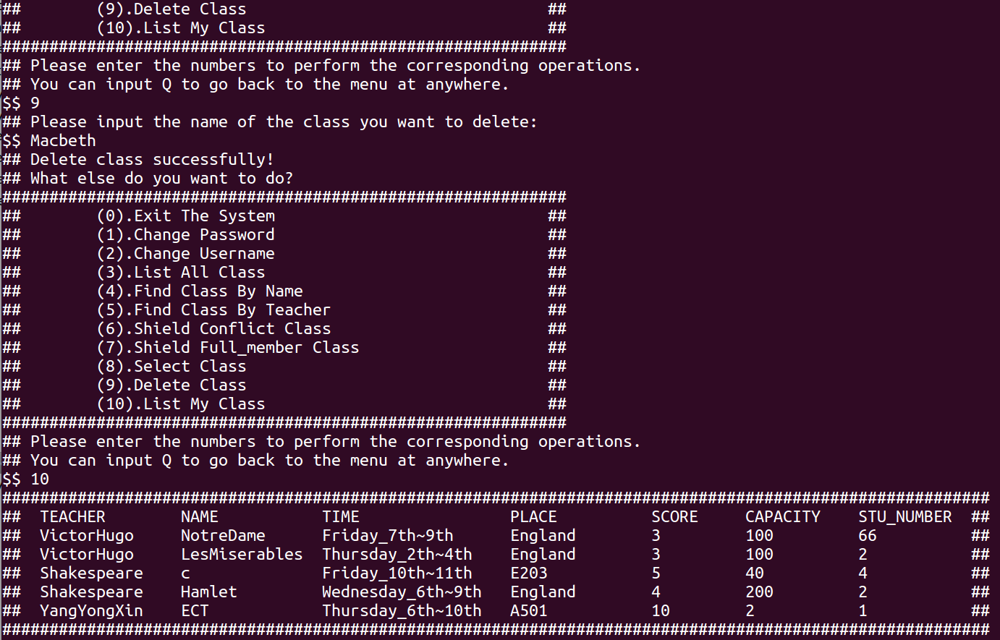 ##        (9).Delete Class                                ##
##        (10).List My Class                              ##
############################################################
## Please enter the numbers to perform the corresponding operations.
## You can input Q to go back to the menu at anywhere.
$$ 9
## Please input the name of the class you want to delete:
$$ Macbeth
## Delete class successfully!
## What else do you want to do?
############################################################
##        (0).Exit The System                             ##
##        (1).Change Password                             ##
##        (2).Change Username                             ##
##        (3).List All Class                              ##
##        (4).Find Class By Name                          ##
##        (5).Find Class By Teacher                       ##
##        (6).Shield Conflict Class                       ##
##        (7).Shield Full_member Class                    ##
##        (8).Select Class                                ##
##        (9).Delete Class                                ##
##        (10).List My Class                              ##
############################################################
## Please enter the numbers to perform the corresponding operations.
## You can input Q to go back to the menu at anywhere.
$$ 10
#########################################################################################################
##  TEACHER        NAME           TIME                PLACE          SCORE     CAPACITY    STU_NUMBER  ##
##  VictorHugo     NotreDame      Friday_7th~9th      England        3         100         66          ##
##  VictorHugo     LesMiserables  Thursday_2th~4th    England        3         100         2           ##
##  Shakespeare    c              Friday_10th~11th    E203           5         40          4           ##
##  Shakespeare    Hamlet         Wednesday_6th~9th   England        4         200         2           ##
##  YangYongXin    ECT            Thursday_6th~10th   A501           10        2           1           ##
#########################################################################################################